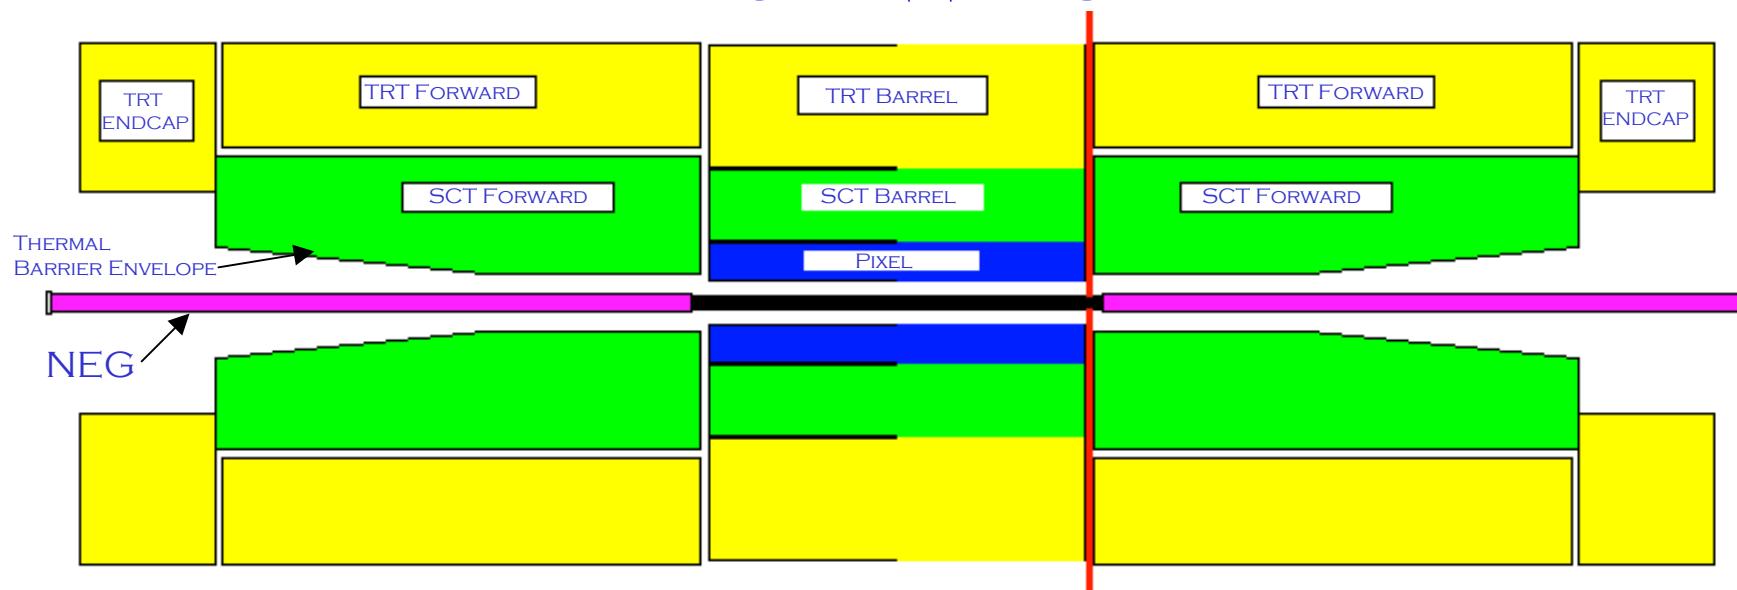 TRT ENDCAP
TRT FORWARD
TRT BARREL
TRT FORWARD
TRT ENDCAP
SCT FORWARD
SCT BARREL
SCT FORWARD
THERMAL
BARRIER ENVELOPE
PIXEL
NEG